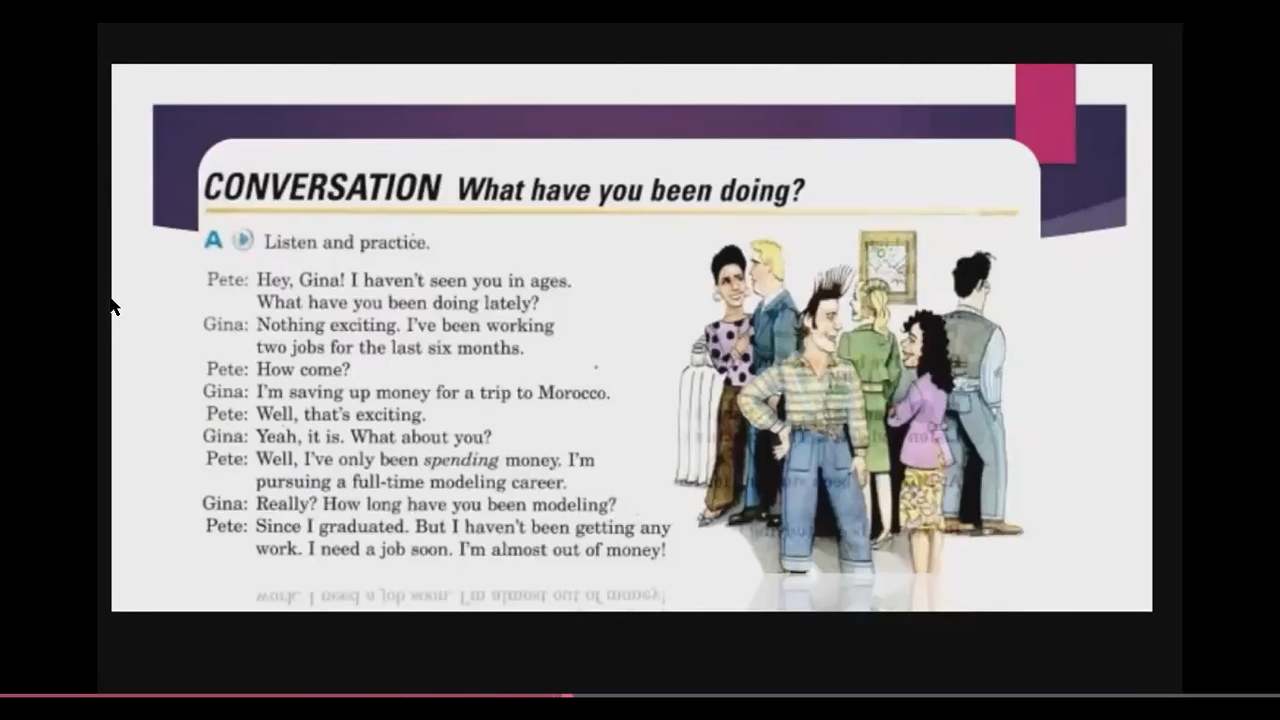 CONVERSATION What have you been doing?
A Listen and practice.
Pete: Hey, Gina! I haven't seen you in ages.
What have you been doing lately?
Gina: Nothing exciting. I've been working
two jobs for the last six months.
Pete: How come?
Gina: I'm saving up money for a trip to Morocco.
Pete: Well, that's exciting.
Gina: Yeah, it is. What about you?
Pete: Well, I've only been spending money. I'm
pursuing a full-time modeling career.
Gina: Really? How long have you been modeling?
Pete: Since I graduated. But I haven't been getting any
work. I need a job soon. I'm almost out of money!